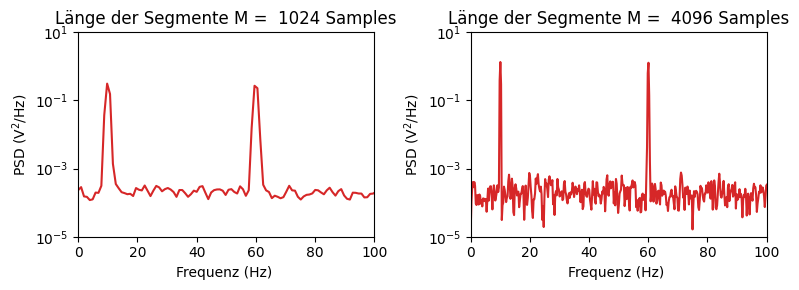 Länge der Segmente M =  1024 Samples
10^1
10^-1
10^-3
10^-5
PSD (V^2/Hz)
0 20 40 60 80 100
Frequenz (Hz)
Länge der Segmente M =  4096 Samples
10^1
10^-1
10^-3
10^-5
PSD (V^2/Hz)
0 20 40 60 80 100
Frequenz (Hz)